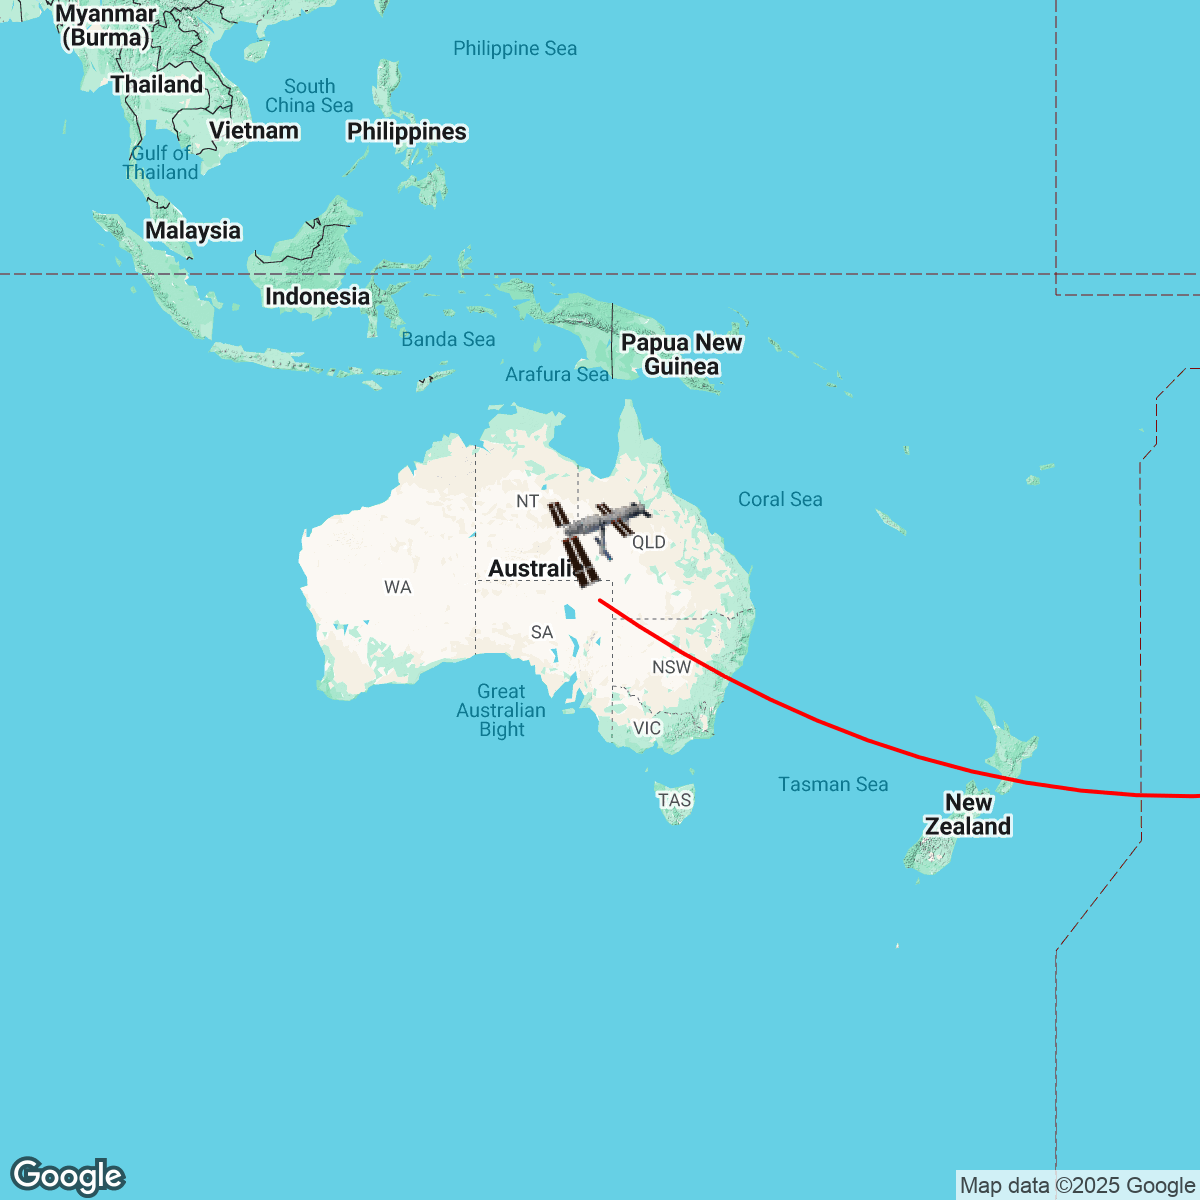 Myanmar
(Burma)
Philippine Sea
Thailand
South
China Sea
Vietnam
Philippines
Gulf of
Thailand
Malaysia
Indonesia
Banda Sea
Papua New
Guinea
Arafura Sea
NT
Coral Sea
QLD
Australi
WA
SA
NSW
Great
Australian
Bight
VIC
Tasman Sea
TAS
New
Zealand
Google
Map data ©2025 Google